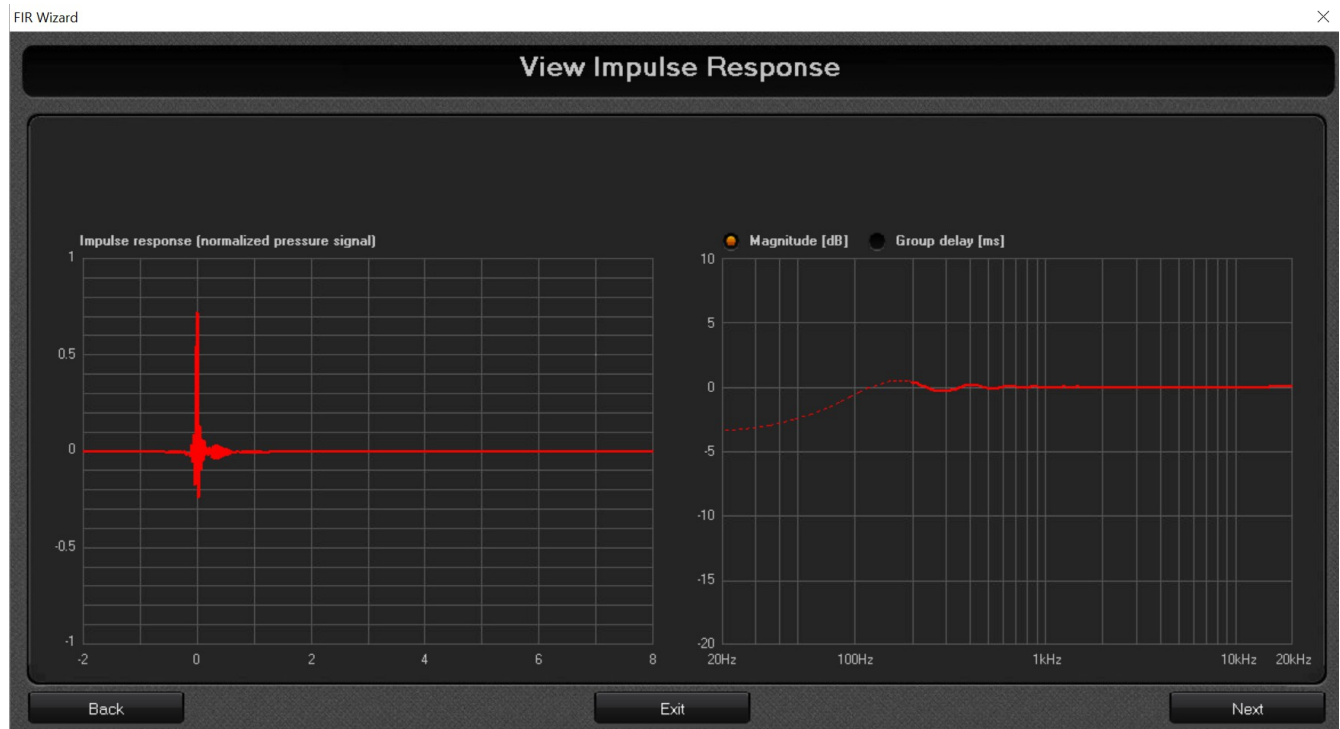 FIR Wizard
View Impulse Response
Impulse response (normalized pressure signal)
1
0.5
0
-0.5
-1
-2 0 2 4 6 8
Magnitude [dB] Group delay [ms]
10
5
0
-5
-10
-15
-20
20Hz 100Hz 1kHz 10kHz 20kHz
Back Exit Next